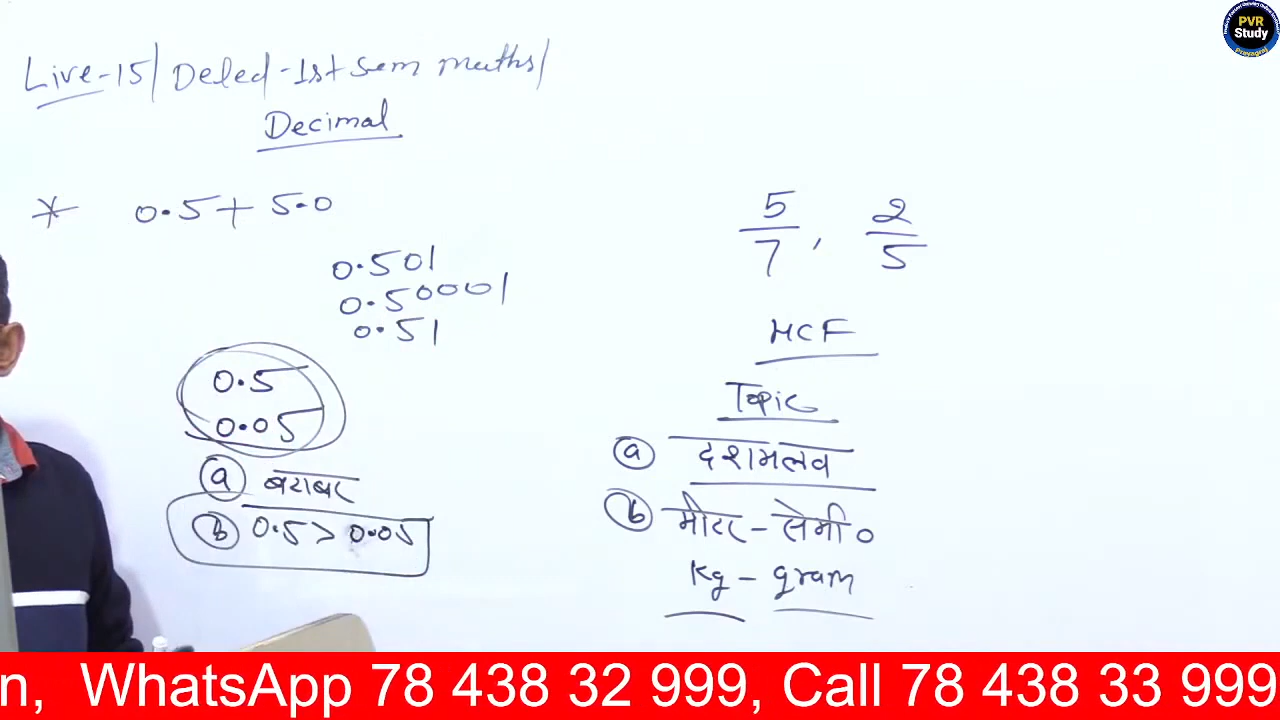 Live-15/ Deled-1st sem maths/
Decimal
* 0.5 + 5.0
0.501
0.50001
0.51
0.5
0.05
(a) बराबर
(b) 0.5 > 0.05
5/7, 2/5
HCF
Topic
(a) दशमलव
(b) मीटर - सेमी०
Kg - gram
PVR
Study
Prayagraj
n, WhatsApp 78 438 32 999, Call 78 438 33 999